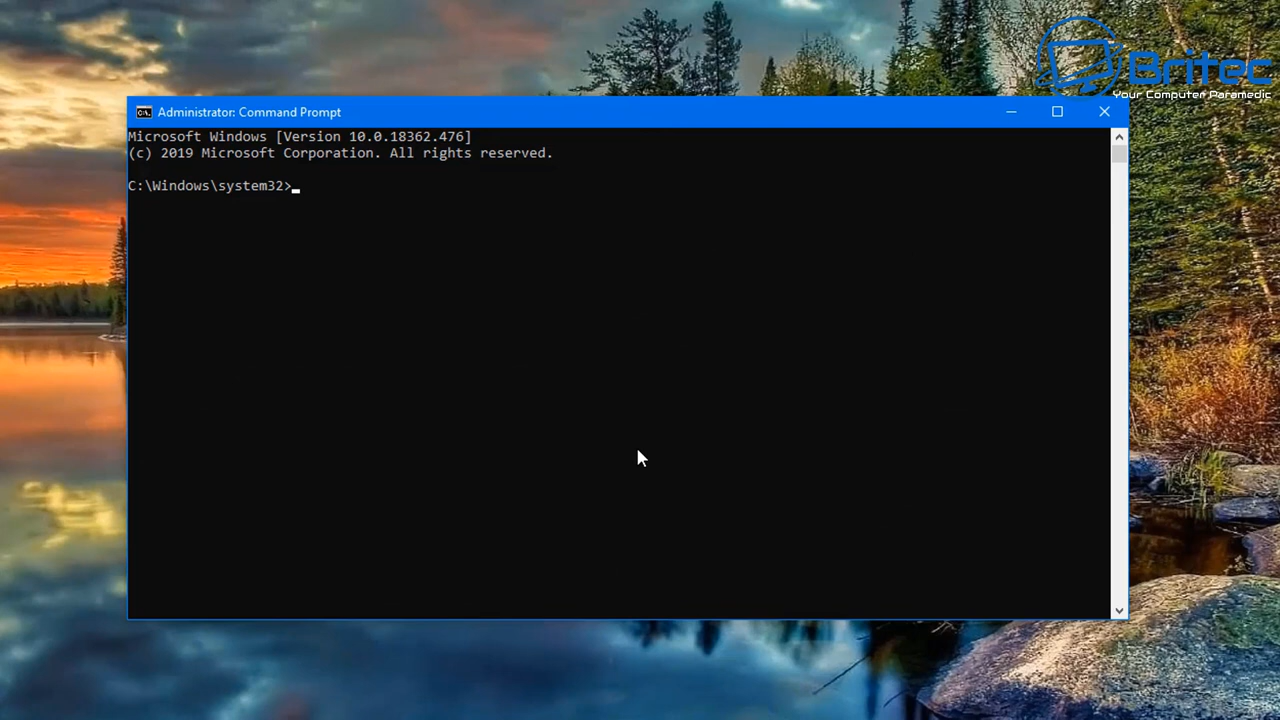 Britec
Your Computer Paramedic
Administrator: Command Prompt
Microsoft Windows [Version 10.0.18362.476]
(c) 2019 Microsoft Corporation. All rights reserved.
C:\Windows\system32>